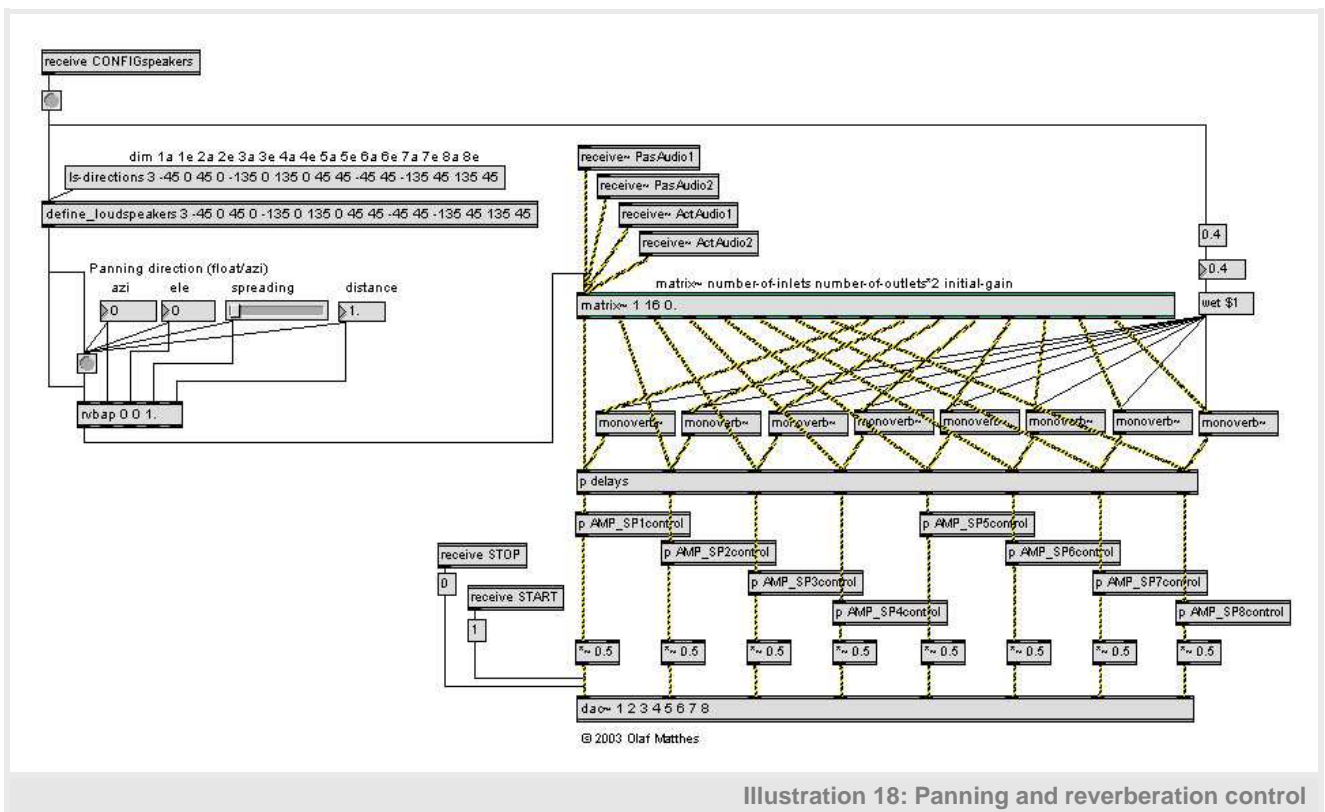 receive CONFIGspeakers
dim 1a 1e 2a 2e 3a 3e 4a 4e 5a 5e 6a 6e 7a 7e 8a 8e
ls-directions 3 -45 0 45 0 -135 0 135 0 45 45 -45 45 -135 45 135 45
define_loudspeakers 3 -45 0 45 0 -135 0 135 0 45 45 -45 45 -135 45 135 45
Panning direction (float/azi)
azi ele spreading distance
0 0 1.
rvbap 0 0 1.
receive~ PasAudio1
receive~ PasAudio2
receive~ ActAudio1
receive~ ActAudio2
0.4
0.4
wet $1
matrix~ number-of-inlets number-of-outlets*2 initial-gain
matrix~ 1 16 0.
monoverb~ monoverb~ monoverb~ monoverb~ monoverb~ monoverb~ monoverb~ monoverb~
p delays
p AMP_SP1control p AMP_SP5control
p AMP_SP2control p AMP_SP6control
p AMP_SP3control p AMP_SP7control
p AMP_SP4control p AMP_SP8control
receive STOP
0
receive START
1
*~ 0.5 *~ 0.5 *~ 0.5 *~ 0.5 *~ 0.5 *~ 0.5 *~ 0.5 *~ 0.5
dac~ 1 2 3 4 5 6 7 8
© 2003 Olaf Matthes
Illustration 18: Panning and reverberation control